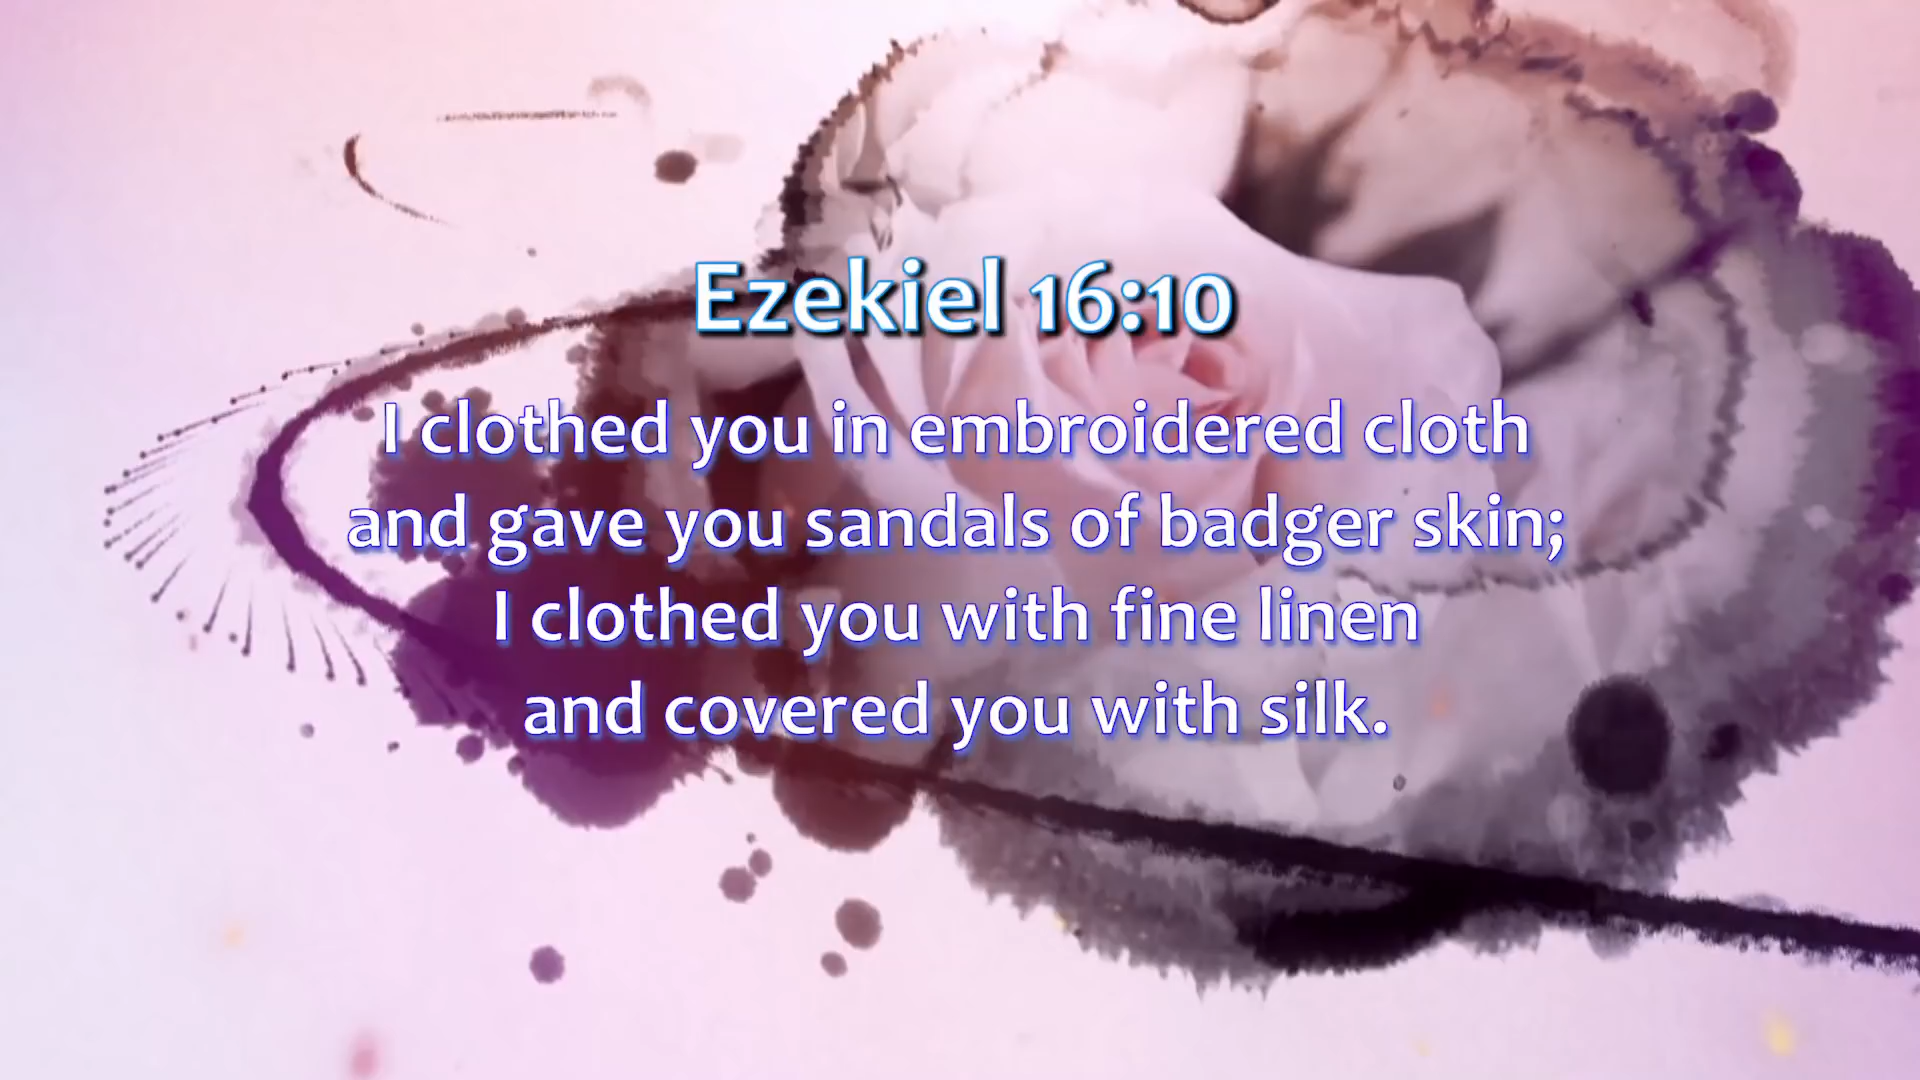 Ezekiel 16:10
I clothed you in embroidered cloth
and gave you sandals of badger skin;
I clothed you with fine linen
and covered you with silk.